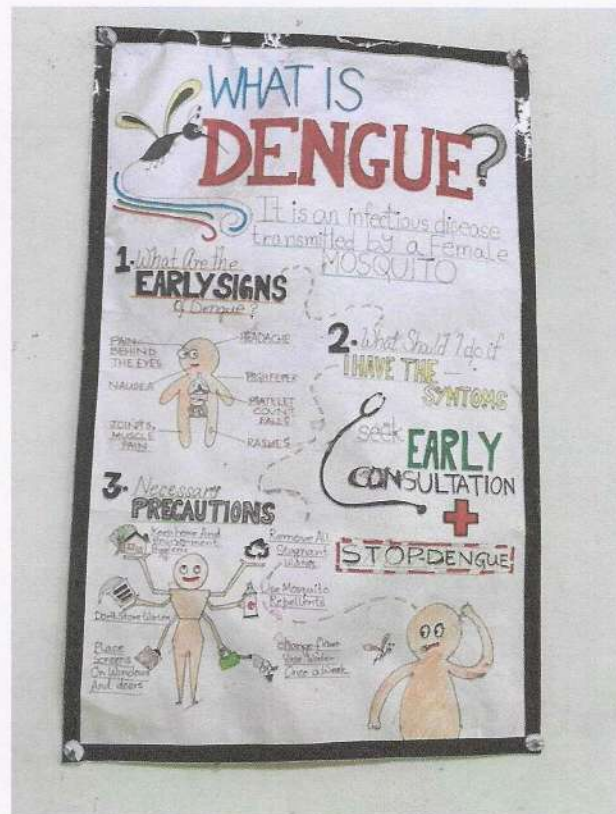 WHAT IS
DENGUE?
It is an infectious disease
transmitted by a Female
MOSQUITO
1. What Are the
EARLY SIGNS
of Dengue?
PAIN
BEHIND
THE EYES
HEADACHE
NAUSEA
HIGH FEVER
PLATELET
COUNT
FALLS
JOINTS,
MUSCLE
PAIN
RASHES
2. What Should I do if
I HAVE THE
SYNTOMS
seek EARLY
CONSULTATION
STOP DENGUE
3. Necessary
PRECAUTIONS
Keep home And
Environment
Hygiene
Remove All
Stagnant
Water
Don't Store Water
Use Mosquito
Repellents
Place
Screens
On Windows
And doors
Change flower
Vase Water
Once a Week